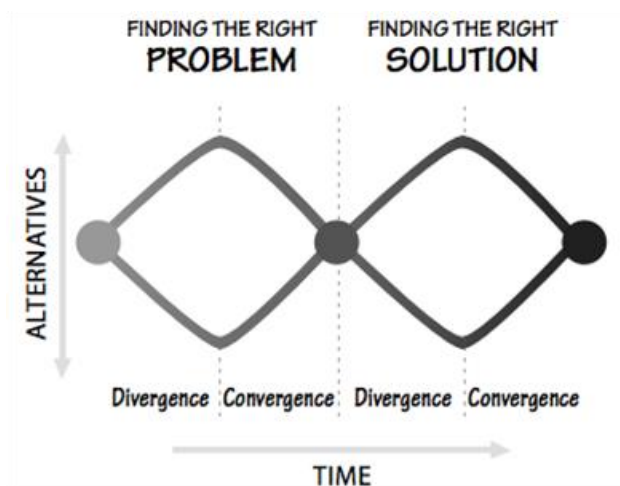 FINDING THE RIGHT
PROBLEM
FINDING THE RIGHT
SOLUTION
ALTERNATIVES
Divergence Convergence Divergence Convergence
TIME